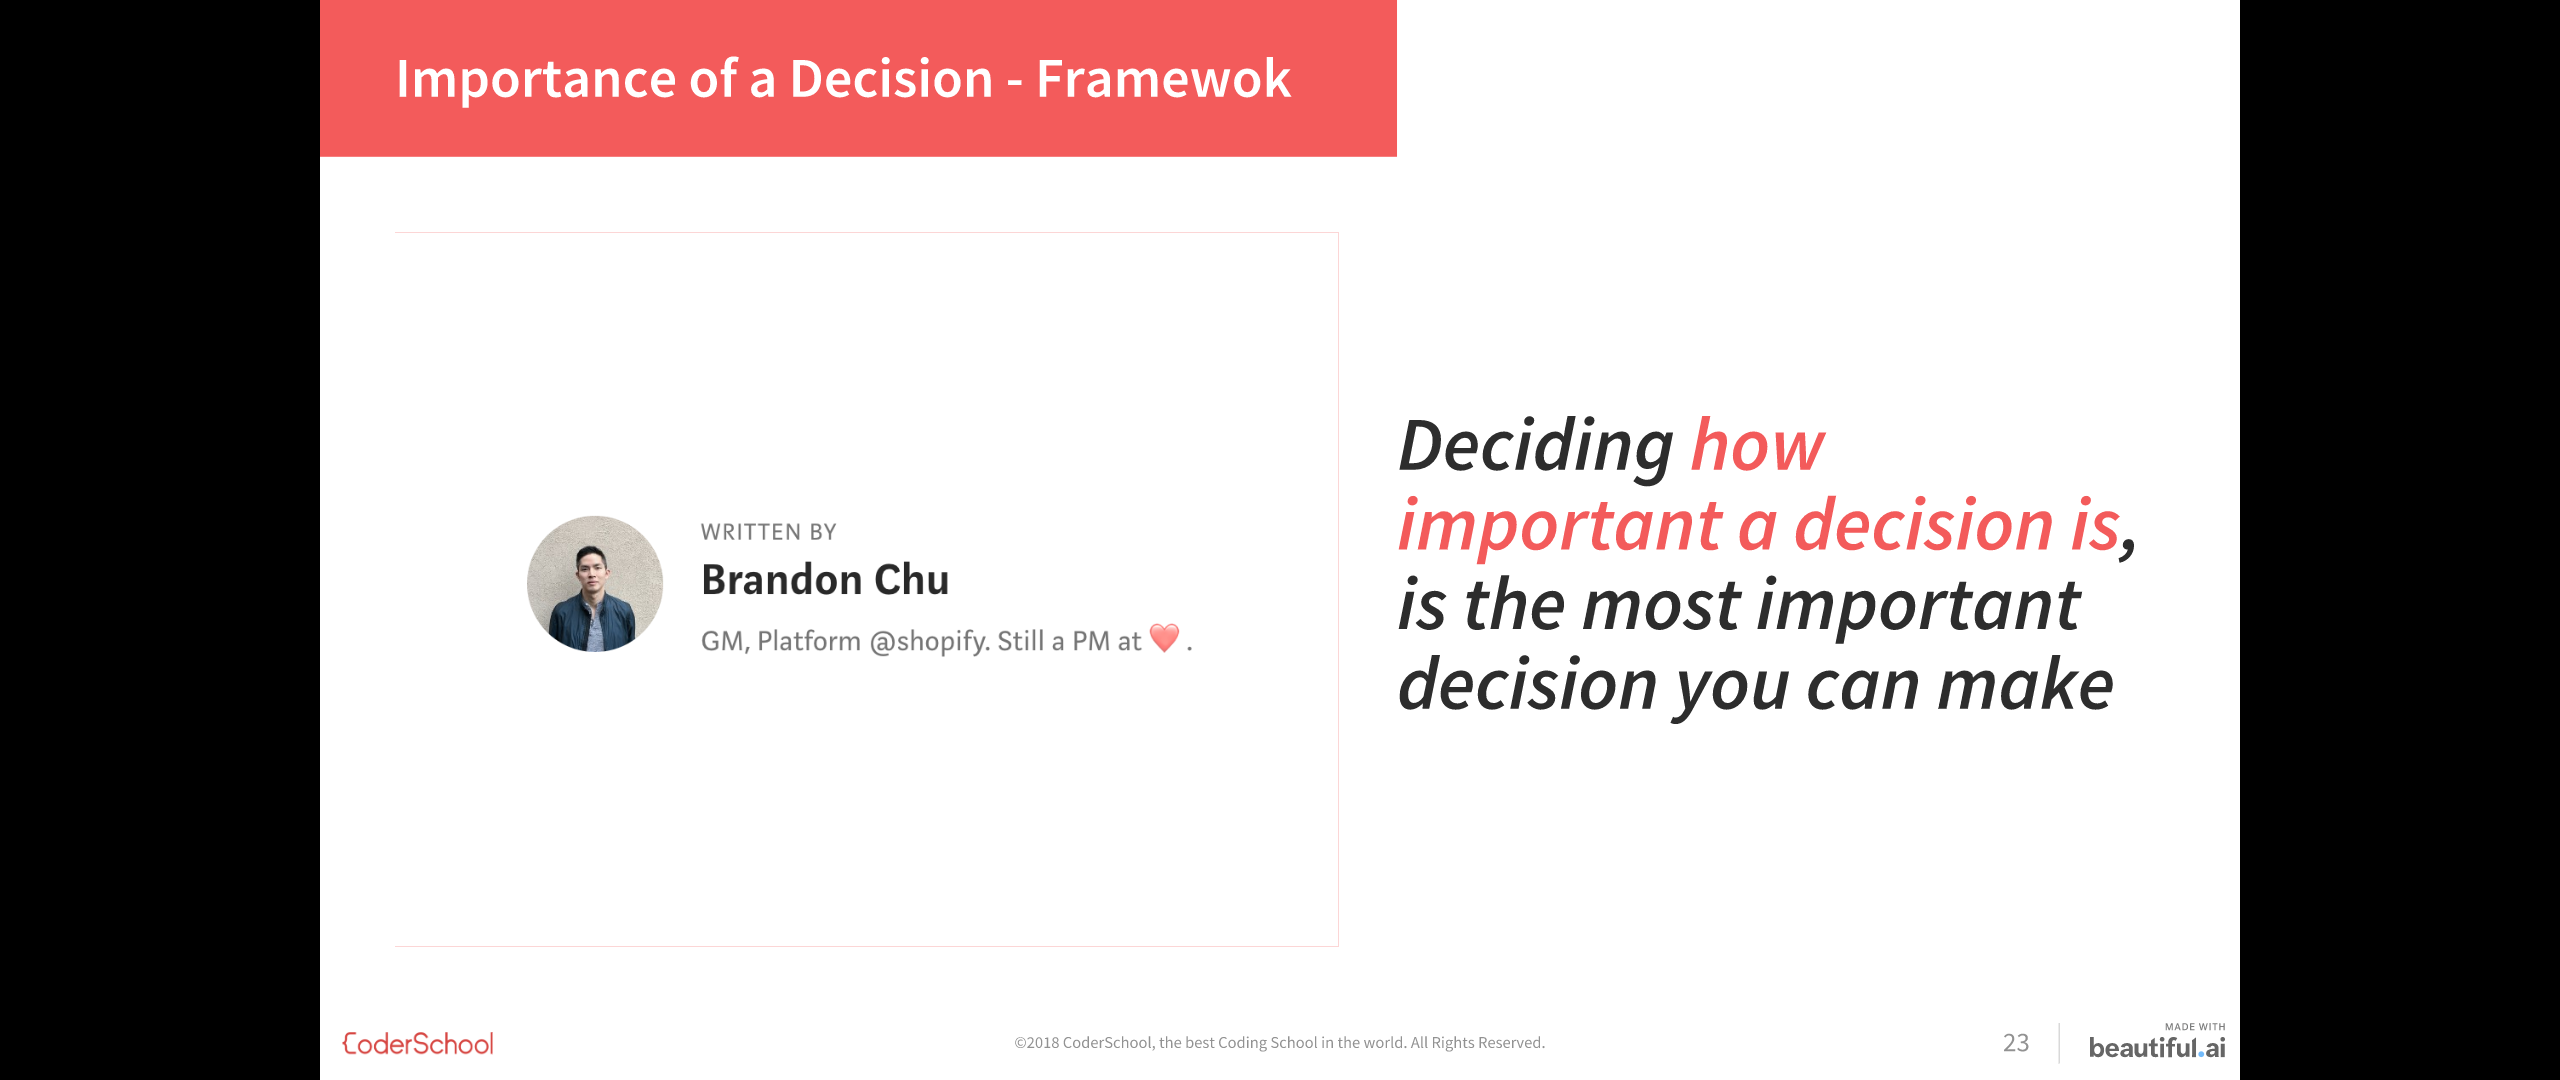 Importance of a Decision - Framewok
WRITTEN BY
Brandon Chu
GM, Platform @shopify. Still a PM at ❤️ .
Deciding how
important a decision is,
is the most important
decision you can make
{CoderSchool
©2018 CoderSchool, the best Coding School in the world. All Rights Reserved.
23
MADE WITH
beautiful.ai